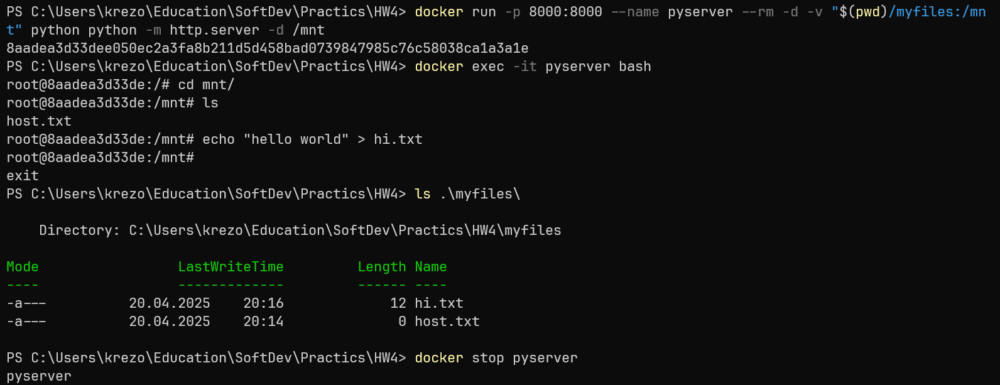 PS C:\Users\krezo\Education\SoftDev\Practics\HW4> docker run -p 8000:8000 --name pyserver --rm -d -v "$(pwd)/myfiles:/mn
t" python python -m http.server -d /mnt
8aadea3d33dee050ec2a3fa8b211d5d458bad0739847985c76c58038ca1a3a1e
PS C:\Users\krezo\Education\SoftDev\Practics\HW4> docker exec -it pyserver bash
root@8aadea3d33de:/# cd mnt/
root@8aadea3d33de:/mnt# ls
host.txt
root@8aadea3d33de:/mnt# echo "hello world" > hi.txt
root@8aadea3d33de:/mnt#
exit
PS C:\Users\krezo\Education\SoftDev\Practics\HW4> ls .\myfiles\
    Directory: C:\Users\krezo\Education\SoftDev\Practics\HW4\myfiles
Mode                 LastWriteTime         Length Name
----                 -------------         ------ ----
-a---          20.04.2025    20:16             12 hi.txt
-a---          20.04.2025    20:14              0 host.txt
PS C:\Users\krezo\Education\SoftDev\Practics\HW4> docker stop pyserver
pyserver